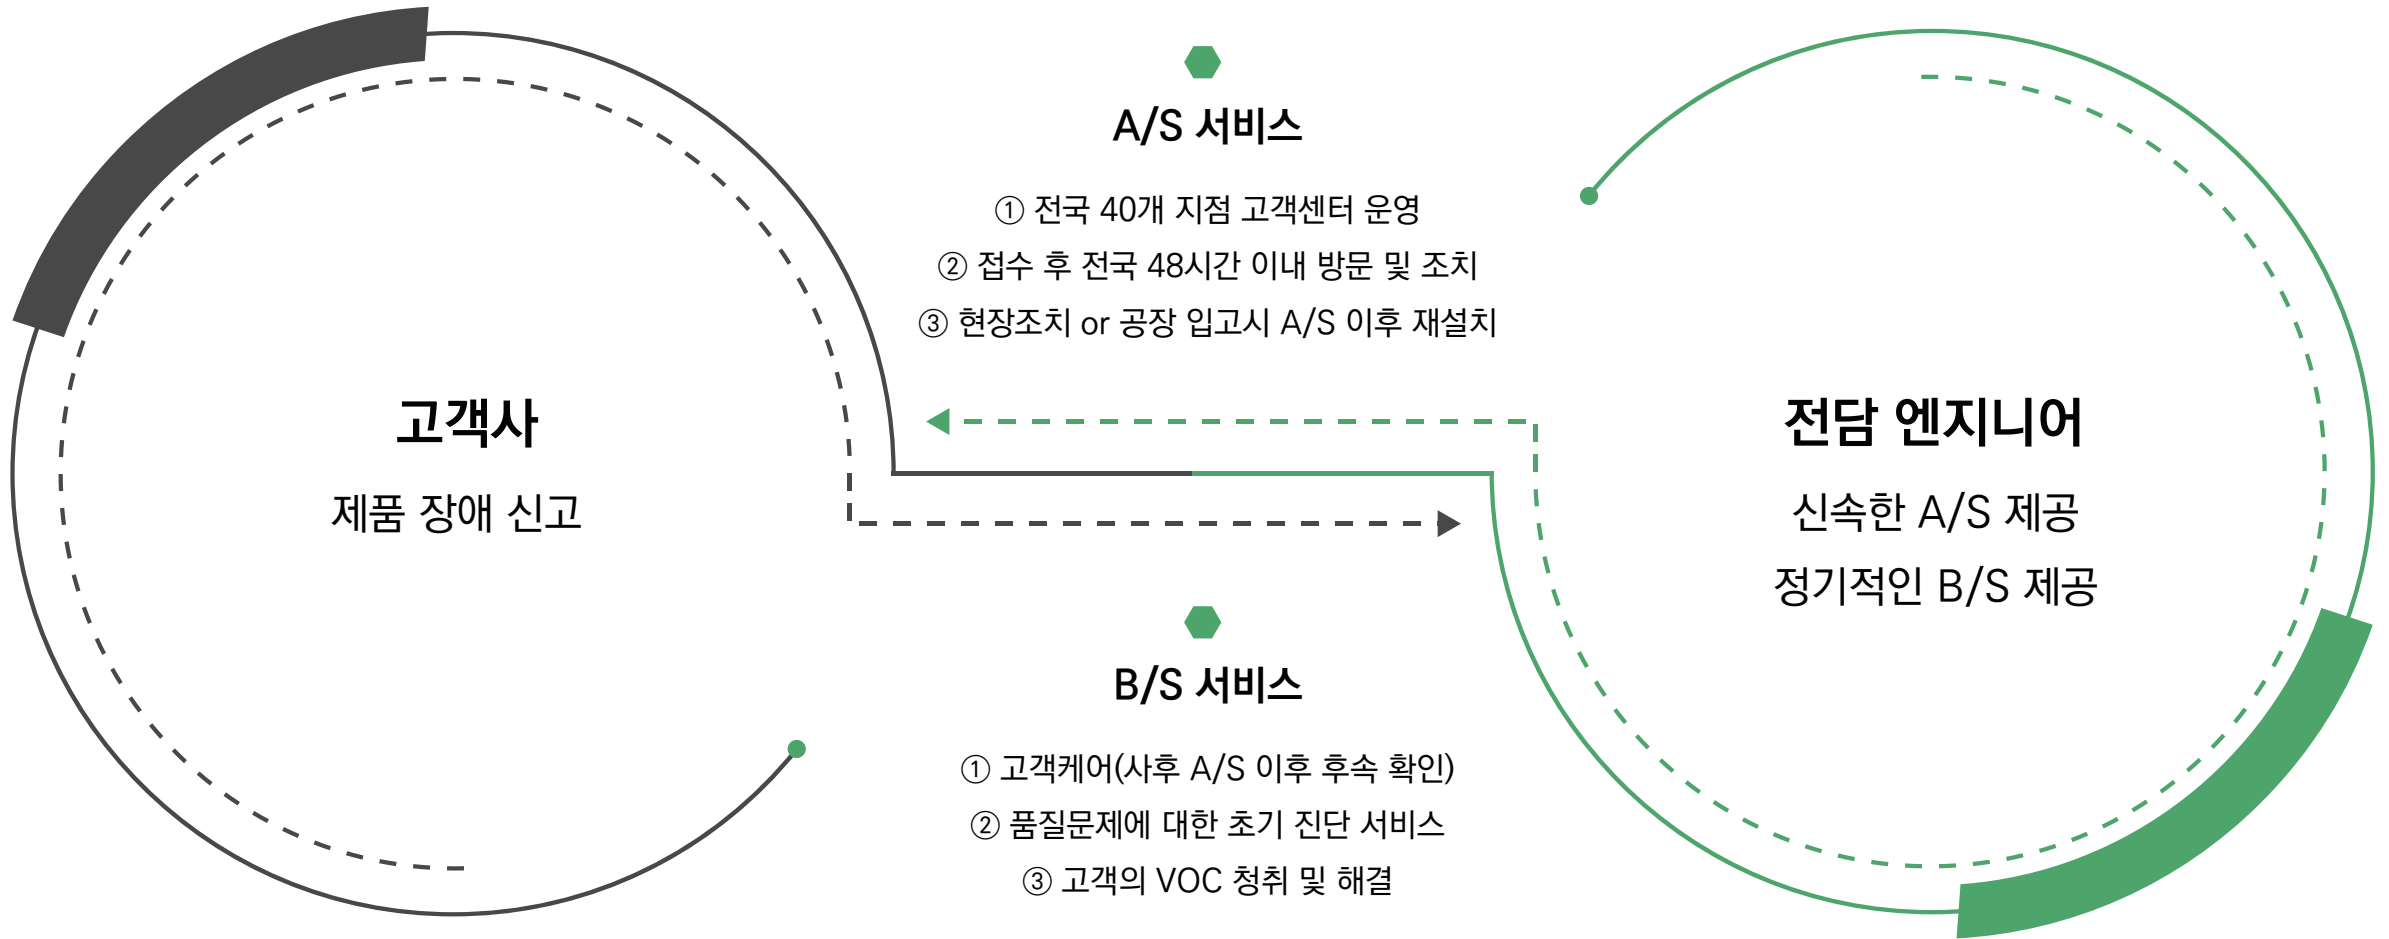 고객사
제품 장애 신고
A/S 서비스
① 전국 40개 지점 고객센터 운영
② 접수 후 전국 48시간 이내 방문 및 조치
③ 현장조치 or 공장 입고시 A/S 이후 재설치
B/S 서비스
① 고객케어(사후 A/S 이후 후속 확인)
② 품질문제에 대한 초기 진단 서비스
③ 고객의 VOC 청취 및 해결
전담 엔지니어
신속한 A/S 제공
정기적인 B/S 제공